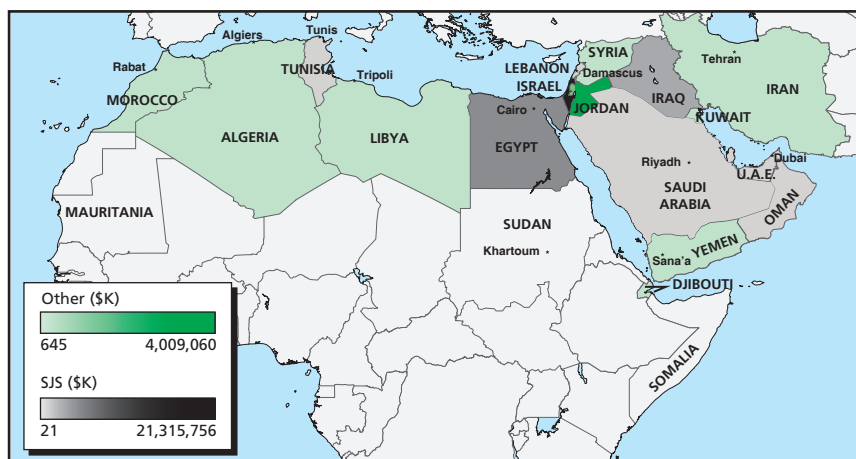 Algiers
Tunis
Rabat
TUNISIA
Tripoli
MOROCCO
ALGERIA
LIBYA
Cairo
EGYPT
LEBANON
ISRAEL
SYRIA
Damascus
JORDAN
IRAQ
Tehran
IRAN
KUWAIT
Riyadh
Dubai
U.A.E.
SAUDI
ARABIA
OMAN
MAURITANIA
SUDAN
Khartoum
YEMEN
Sana'a
DJIBOUTI
SOMALIA
Other ($K)
645 4,009,060
SJS ($K)
21 21,315,756